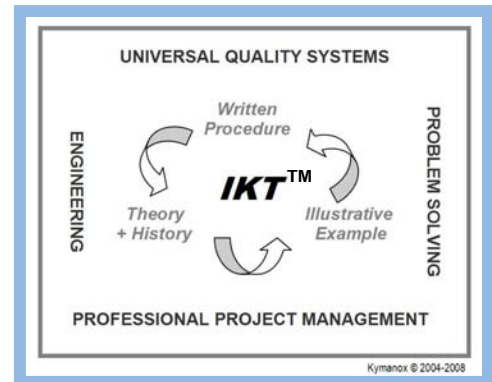 UNIVERSAL QUALITY SYSTEMS
Written
Procedure
ENGINEERING
IKT™
PROBLEM SOLVING
Theory
+ History
Illustrative
Example
PROFESSIONAL PROJECT MANAGEMENT
Kymanox © 2004-2008